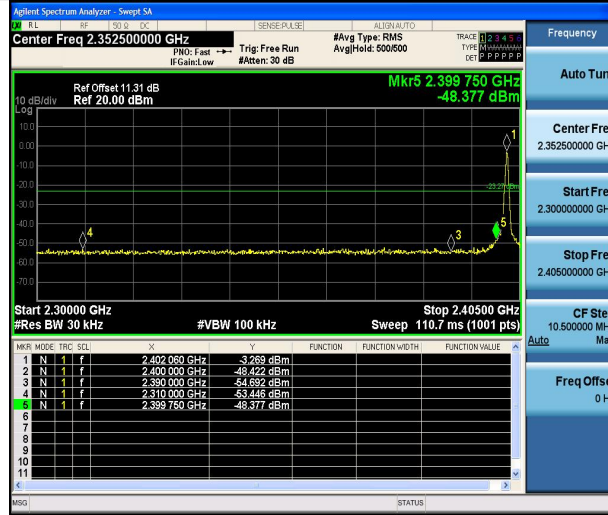 Agilent Spectrum Analyzer - Swept SA
RL RF 50 Ω DC SENSE:PULSE ALIGN AUTO
Center Freq 2.352500000 GHz
PNO: Fast
IFGain:Low
Trig: Free Run
#Atten: 30 dB
#Avg Type: RMS
Avg|Hold: 500/500
TRACE 1 2 3 4 5 6
TYPE M
DET P P P P P P
Frequency
Mkr5 2.399 750 GHz
-48.377 dBm
Ref Offset 11.31 dB
10 dB/div Ref 20.00 dBm
Log
10.0
0.00
-10.0
-20.0
-30.0
-40.0
-50.0
-60.0
-70.0
1
4
3
5
Start 2.30000 GHz Stop 2.40500 GHz
#Res BW 30 kHz #VBW 100 kHz Sweep 110.7 ms (1001 pts)
MKR MODE TRC SCL X Y FUNCTION FUNCTION WIDTH FUNCTION VALUE
1 N 1 f 2.402 060 GHz -3.269 dBm
2 N 1 f 2.400 000 GHz -48.422 dBm
3 N 1 f 2.390 000 GHz -54.692 dBm
4 N 1 f 2.310 000 GHz -53.446 dBm
5 N 1 f 2.399 750 GHz -48.377 dBm
6
7
8
9
10
11
MSG STATUS
Auto Tun
Center Fre
2.352500000 GH
Start Fre
2.300000000 GH
Stop Fre
2.405000000 GH
CF Ste
10.500000 MH
Auto Ma
Freq Offse
0 H